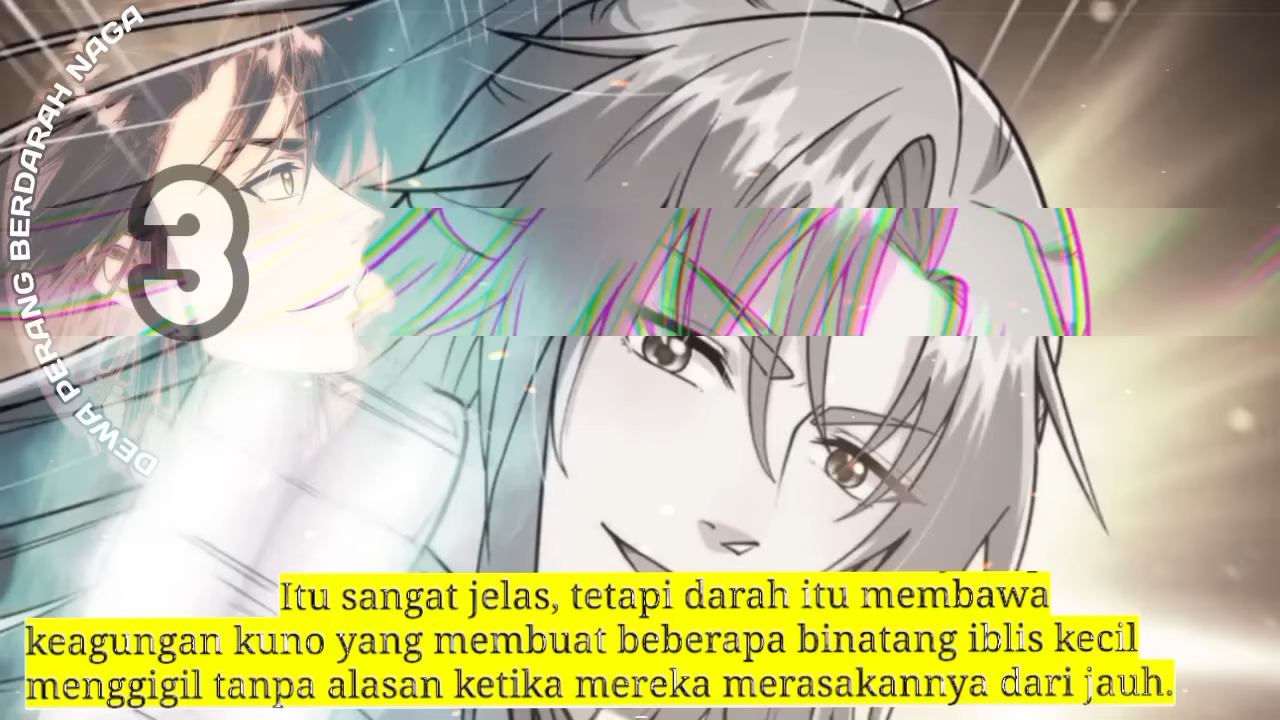 DEWA PERANG BERDARAH NAGA
3
Itu sangat jelas, tetapi darah itu membawa
keagungan kuno yang membuat beberapa binatang iblis kecil
menggigil tanpa alasan ketika mereka merasakannya dari jauh.